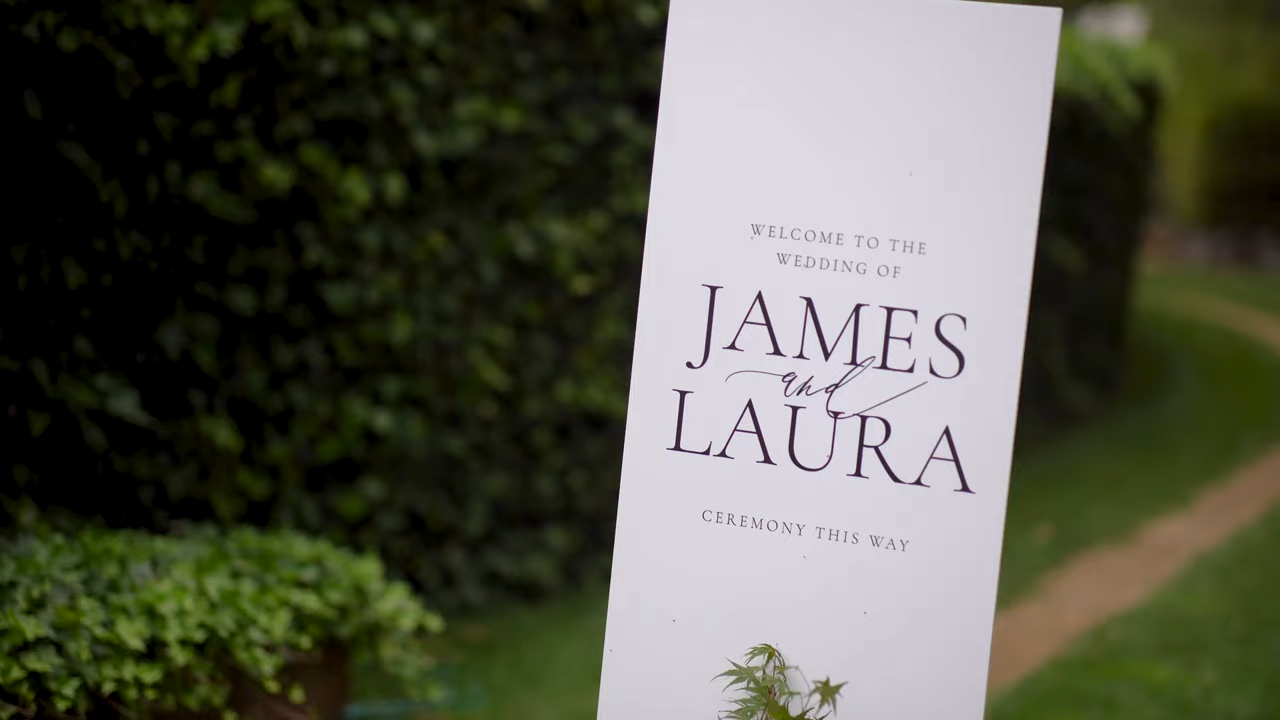 WELCOME TO THE
WEDDING OF
JAMES
and
LAURA
CEREMONY THIS WAY